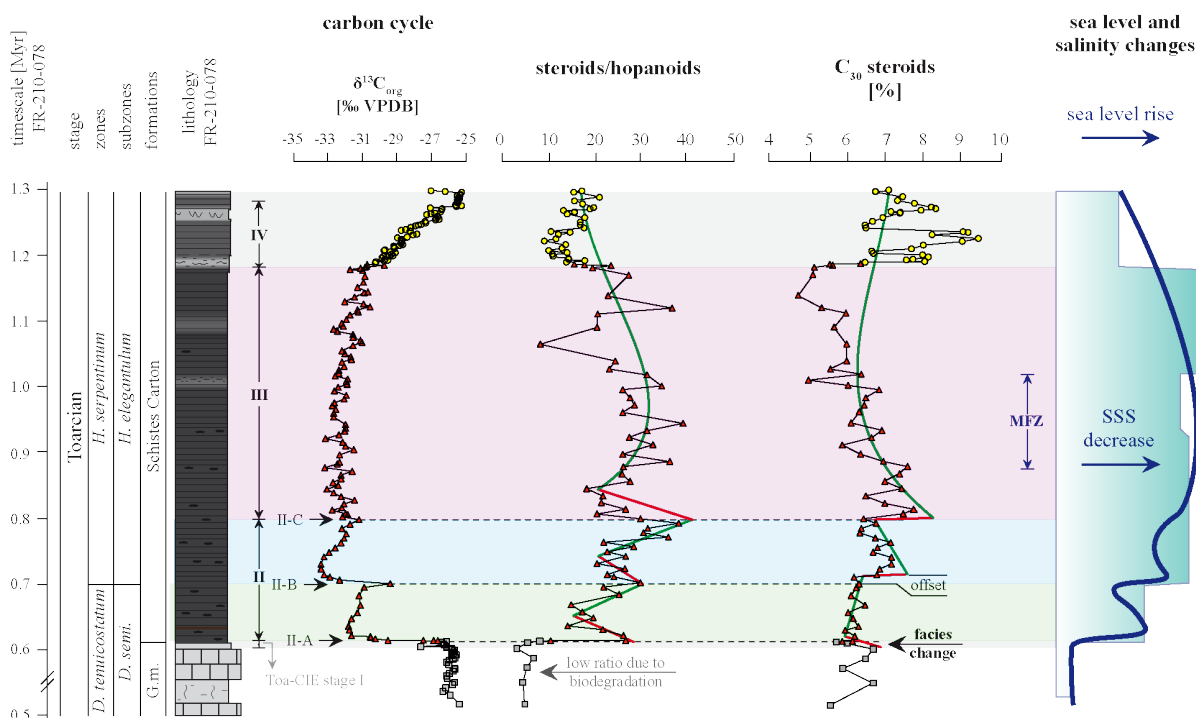 carbon cycle
sea level and
salinity changes
steroids/hopanoids
C30 steroids
[%]
δ13Corg
[‰ VPDB]
timescale [Myr]
FR-210-078
stage
zones
subzones
formations
lithology
FR-210-078
sea level rise
-35 -33 -31 -29 -27 -25
0 10 20 30 40 50
4 5 6 7 8 9 10
1.3
1.2
1.1
1.0
0.9
0.8
0.7
0.6
0.5
Toarcian
H. serpentinum
D. tenuicostatum
H. elegantulum
D. semi.
Schistes Carton
G.m.
IV
III
II
II-C
II-B
II-A
Toa-CIE stage I
low ratio due to
biodegradation
offset
facies
change
MFZ
SSS
decrease